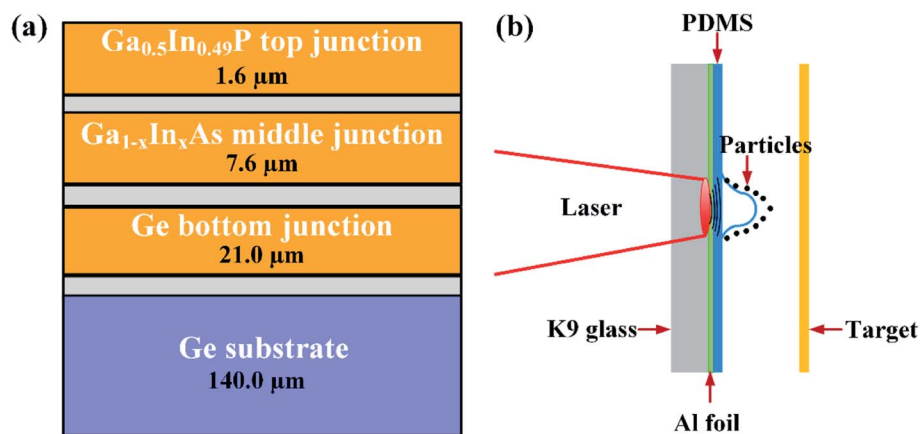 (a)
Ga₀.₅In₀.₄₉P top junction
1.6 μm
Ga₁₋ₓInₓAs middle junction
7.6 μm
Ge bottom junction
21.0 μm
Ge substrate
140.0 μm
(b)
PDMS
Particles
Laser
K9 glass
Target
Al foil